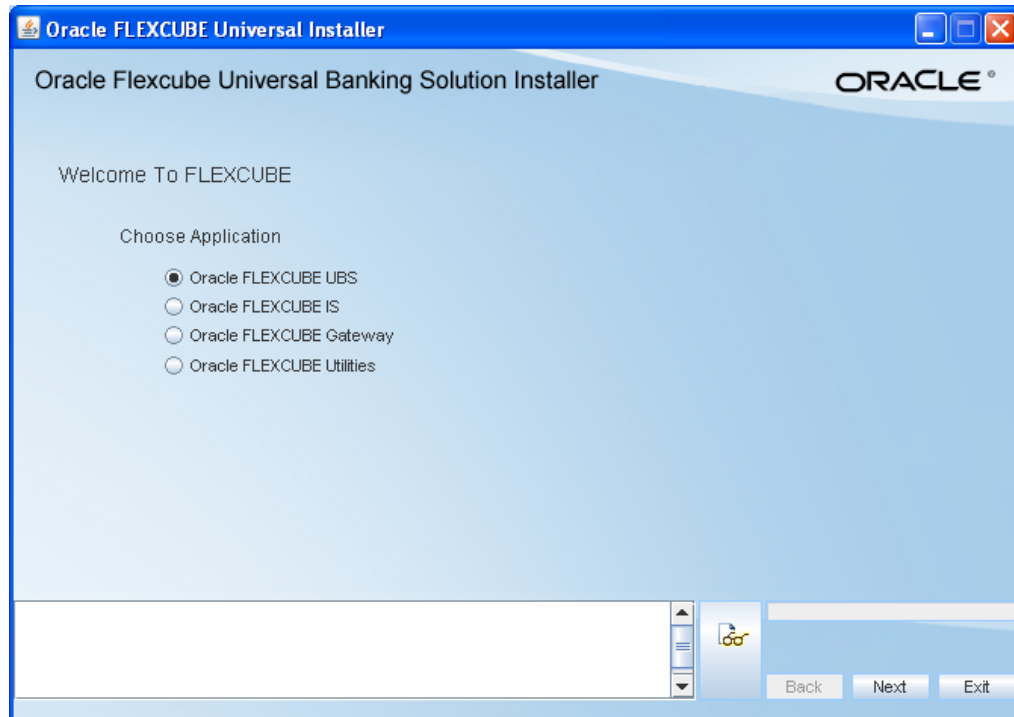 Oracle FLEXCUBE Universal Installer
Oracle Flexcube Universal Banking Solution Installer
ORACLE®
Welcome To FLEXCUBE
Choose Application
Oracle FLEXCUBE UBS
Oracle FLEXCUBE IS
Oracle FLEXCUBE Gateway
Oracle FLEXCUBE Utilities
Back Next Exit